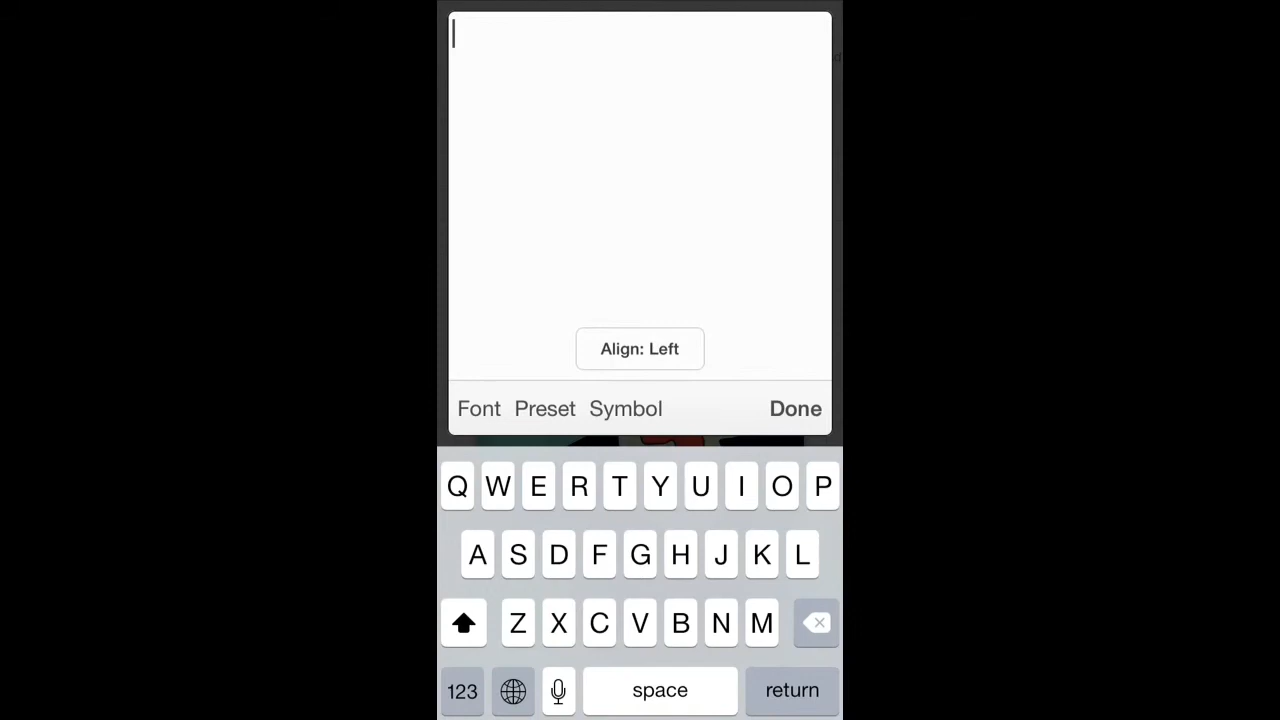 Align: Left
Font Preset Symbol Done
Q W E R T Y U I O P
A S D F G H J K L
Z X C V B N M
123 space return